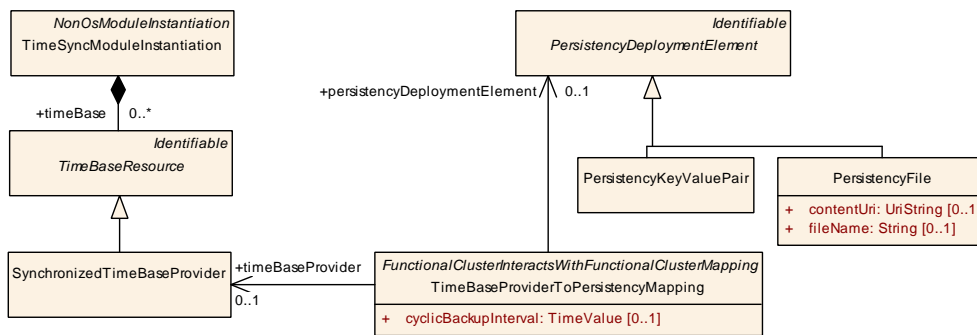 NonOsModuleInstantiation
TimeSyncModuleInstantiation
+timeBase
0..*
Identifiable
TimeBaseResource
SynchronizedTimeBaseProvider
+timeBaseProvider
0..1
Identifiable
PersistencyDeploymentElement
+persistencyDeploymentElement
0..1
PersistencyKeyValuePair
PersistencyFile
+ contentUri: UriString [0..1
+ fileName: String [0..1]
FunctionalClusterInteractsWithFunctionalClusterMapping
TimeBaseProviderToPersistencyMapping
+ cyclicBackupInterval: TimeValue [0..1]